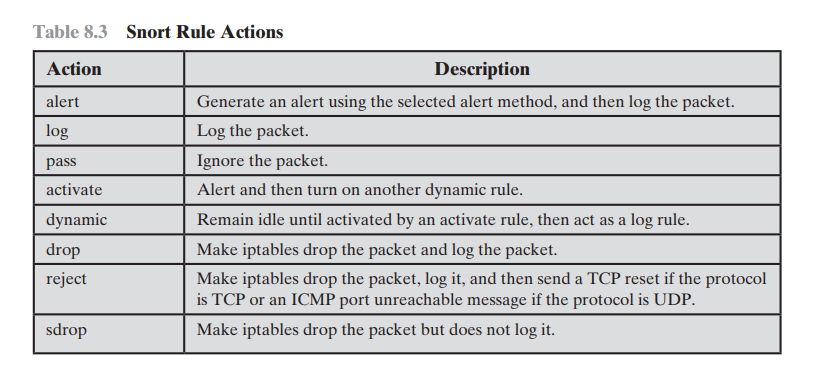 Table 8.3 Snort Rule Actions
Action Description
alert Generate an alert using the selected alert method, and then log the packet.
log Log the packet.
pass Ignore the packet.
activate Alert and then turn on another dynamic rule.
dynamic Remain idle until activated by an activate rule, then act as a log rule.
drop Make iptables drop the packet and log the packet.
reject Make iptables drop the packet, log it, and then send a TCP reset if the protocol
is TCP or an ICMP port unreachable message if the protocol is UDP.
sdrop Make iptables drop the packet but does not log it.